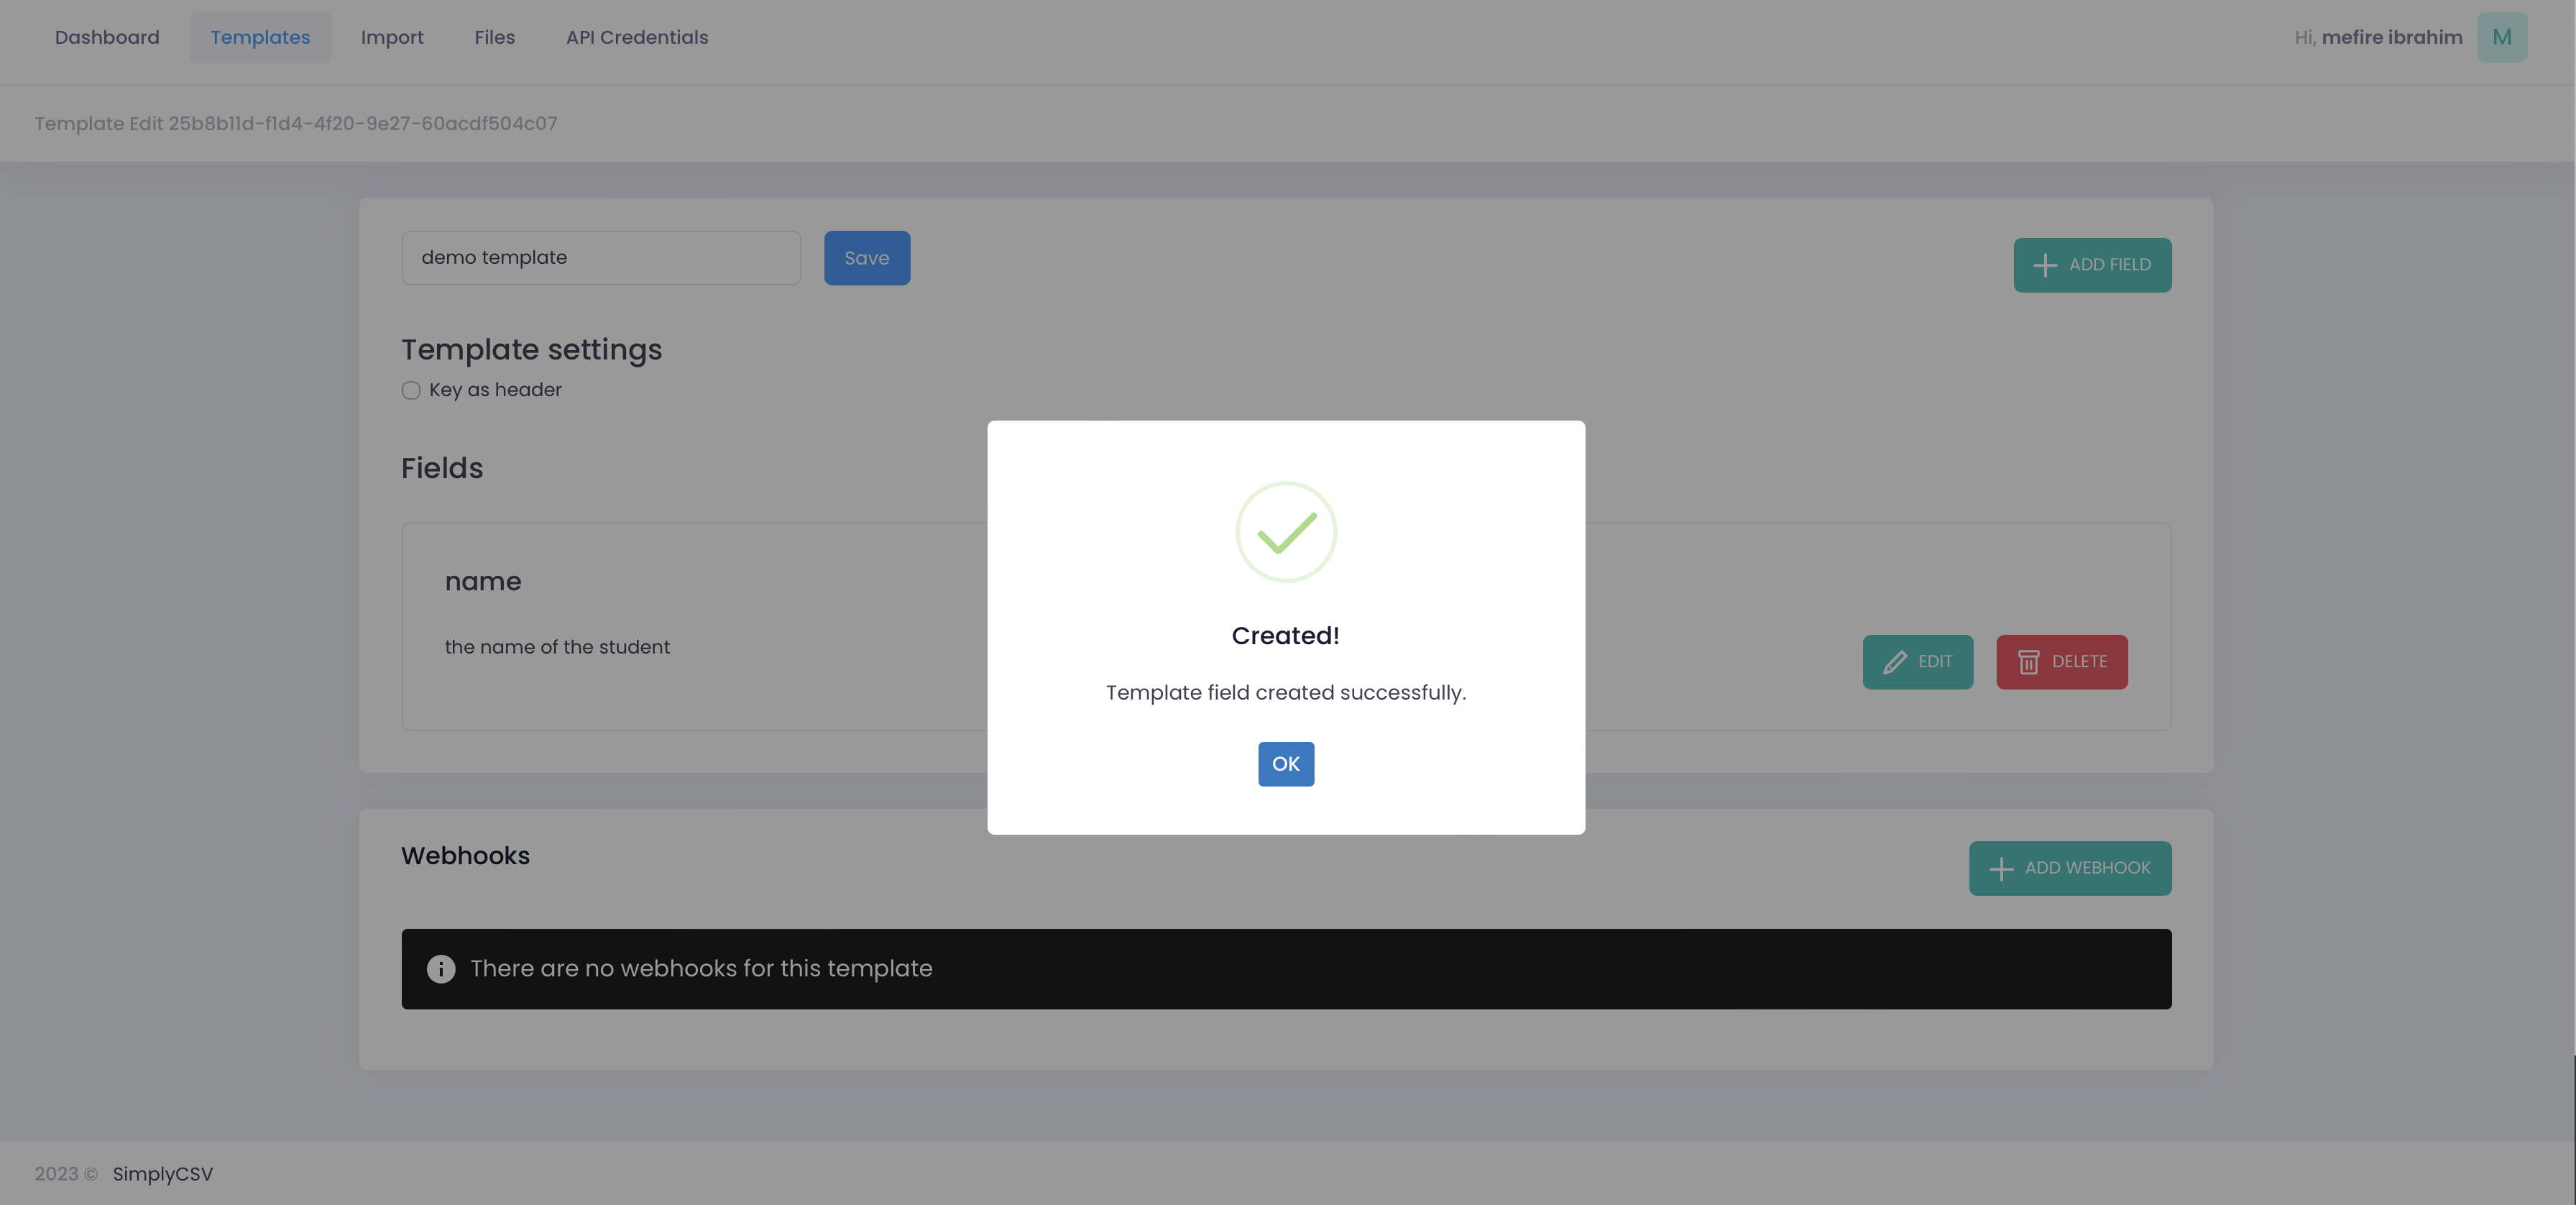 Dashboard Templates Import Files API Credentials Hi, mefire ibrahim M
Template Edit 25b8b11d-f1d4-4f20-9e27-60acdf504c07
demo template Save ADD FIELD
Template settings
Key as header
Fields
name
the name of the student
EDIT DELETE
Created!
Template field created successfully.
OK
Webhooks
ADD WEBHOOK
There are no webhooks for this template
2023 © SimplyCSV